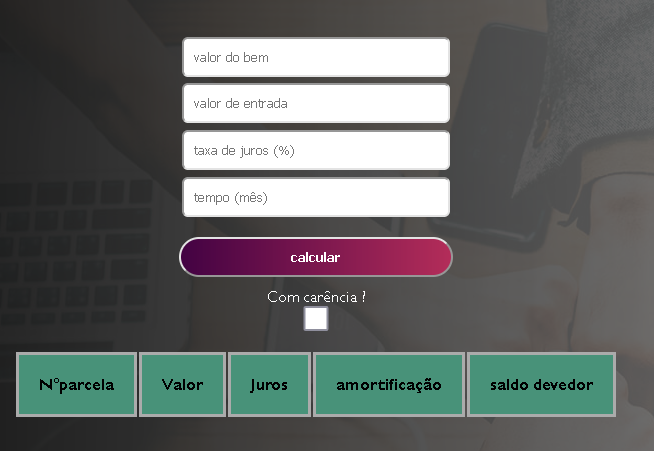 valor do bem
valor de entrada
taxa de juros (%)
tempo (mês)
calcular
Com carência ?
N°parcela Valor Juros amortificação saldo devedor